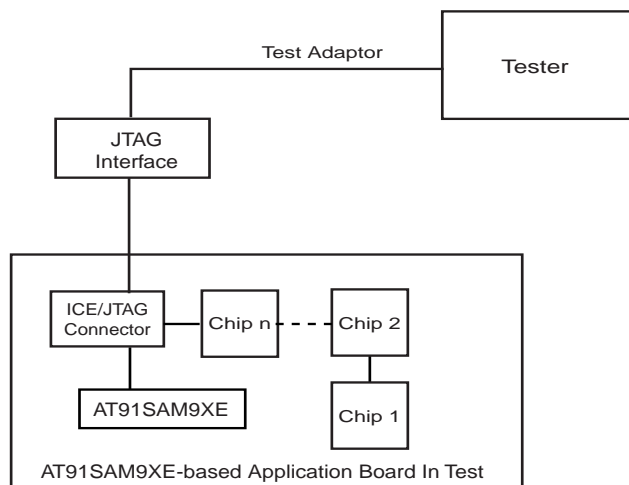 Test Adaptor
Tester
JTAG
Interface
ICE/JTAG
Connector
Chip n
Chip 2
AT91SAM9XE
Chip 1
AT91SAM9XE-based Application Board In Test